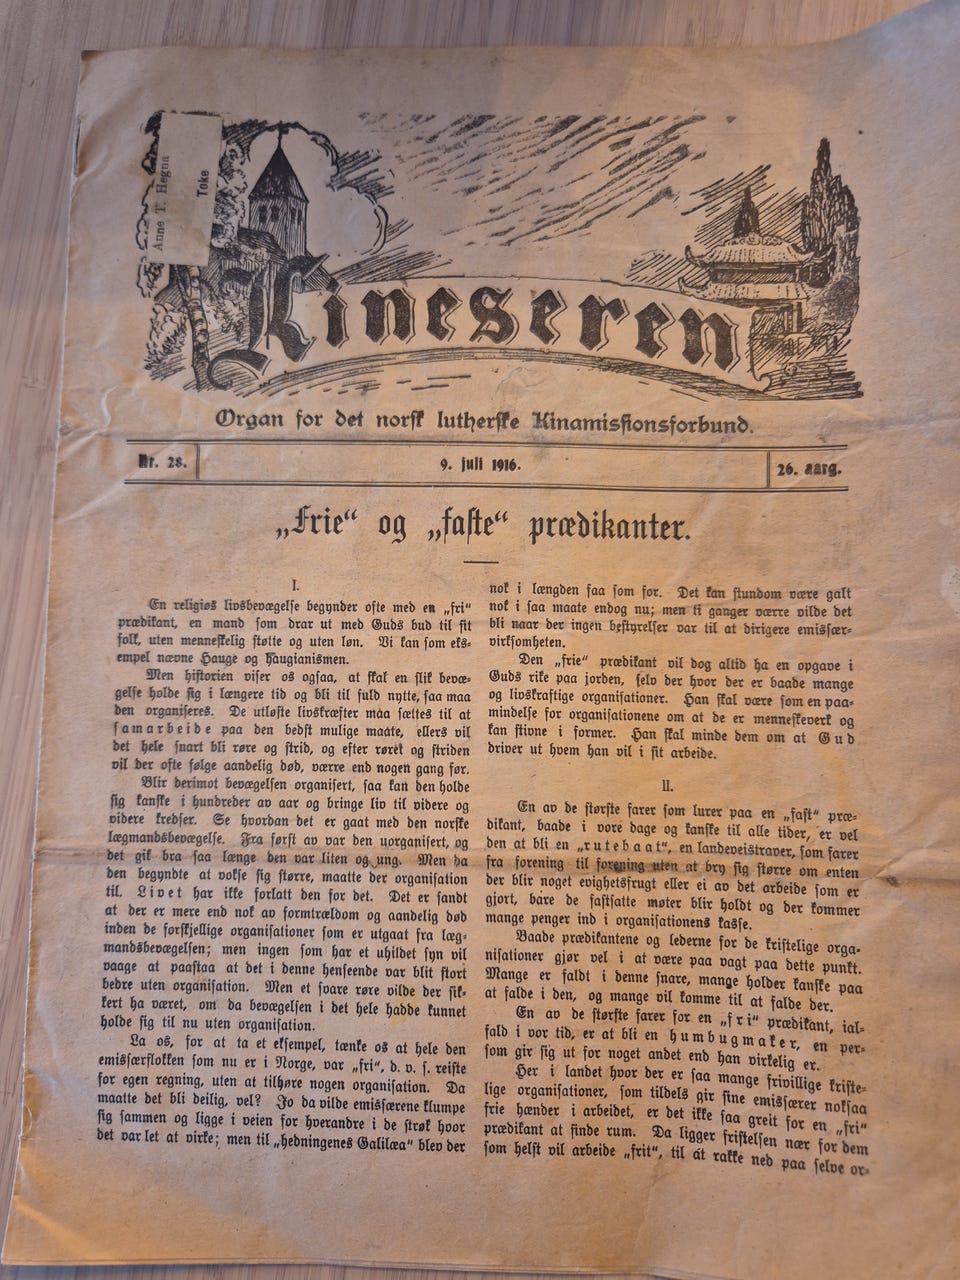 Anne T. Hegna
Toke
Kineseren
Organ for det norsk lutherske Kinamissionsforbund.
Nr. 28.
9. juli 1916.
26. aarg.
„Frie“ og „faste“ prædikanter.
I.
En religiøs livsbevægelse begynder ofte med en „fri“
prædikant, en mand som drar ut med Guds bud til sit
folk, uten menneskelig støtte og uten løn. Vi kan som eks-
empel nævne Hauge og Haugianismen.
Men historien viser os ogsaa, at skal en slik bevæ-
gelse holde sig i længere tid og bli til fuld nytte, saa maa
den organiseres. De utløste livskræfter maa sættes til at
samarbeide paa den bedst mulige maate, ellers vil
det hele snart bli røre og strid, og efter røret og striden
vil der ofte følge aandelig død, værre end nogen gang før.
Blir derimot bevægelsen organisert, saa kan den holde
sig kanske i hundreder av aar og bringe liv til videre og
videre kredser. Se hvordan det er gaat med den norske
lægmandsbevægelse. Fra først av var den uorganisert, og
det gik bra saa længe den var liten og ung. Men da
den begyndte at vokse sig større, maatte der organisation
til. Livet har ikke forlatt den for det. Det er sandt
at der er mere end nok av formtrældom og aandelig død
inden de forskjellige organisationer som er utgaat fra læg-
mandsbevægelsen; men ingen som har et uhildet syn vil
vaage at paastaa at det i denne henseende var blit stort
bedre uten organisation. Men et svare røre vilde der sik-
kert ha været, om da bevægelsen i det hele hadde kunnet
holde sig til nu uten organisation.
La os, for at ta et eksempel, tænke os at hele den
emisærflokken som nu er i Norge, var „fri“, d. v. s. reiste
for egen regning, uten at tilhøre nogen organisation. Da
maatte det bli deilig, vel? Jo da vilde emisærene klumpe
sig sammen og ligge i veien for hverandre i de strøk hvor
det var let at virke; men til „hedningenes Galilæa“ blev der
nok i længden saa som før. Det kan stundom være galt
nok i saa maate endog nu; men ti ganger værre vilde det
bli naar der ingen bestyrelser var til at dirigere emisær-
virksomheten.
Den „frie“ prædikant vil dog altid ha en opgave i
Guds rike paa jorden, selv der hvor der er baade mange
og livskraftige organisationer. Han skal være som en paa-
mindelse for organisationene om at de er menneskeverk og
kan stivne i former. Han skal minde dem om at Gud
driver ut hvem han vil i sit arbeide.
II.
En av de største farer som lurer paa en „fast“ præ-
dikant, baade i vore dage og kanske til alle tider, er vel
den at bli en „rutebaat“, en landeveistraver, som farer
fra forening til forening uten at bry sig større om enten
der blir noget evighetsfrugt eller ei av det arbeide som er
gjort, bare de fastsatte møter blir holdt og der kommer
mange penger ind i organisationens kasse.
Baade prædikantene og lederne for de kristelige orga-
nisationer gjør vel i at være paa vagt paa dette punkt.
Mange er faldt i denne snare, mange holder kanske paa
at falde i den, og mange vil komme til at falde der.
En av de største farer for en „fri“ prædikant, ial-
fald i vor tid, er at bli en humbugmaker, en per-
som gir sig ut for noget andet end han virkelig er.
Her i landet hvor der er saa mange frivillige kriste-
lige organisationer, som tildels gir sine emisærer noksaa
frie hænder i arbeidet, er det ikke saa greit for en „fri“
prædikant at finde rum. Da ligger fristelsen nær for dem
som helst vil arbeide „frit“, til at rakke ned paa selve or-